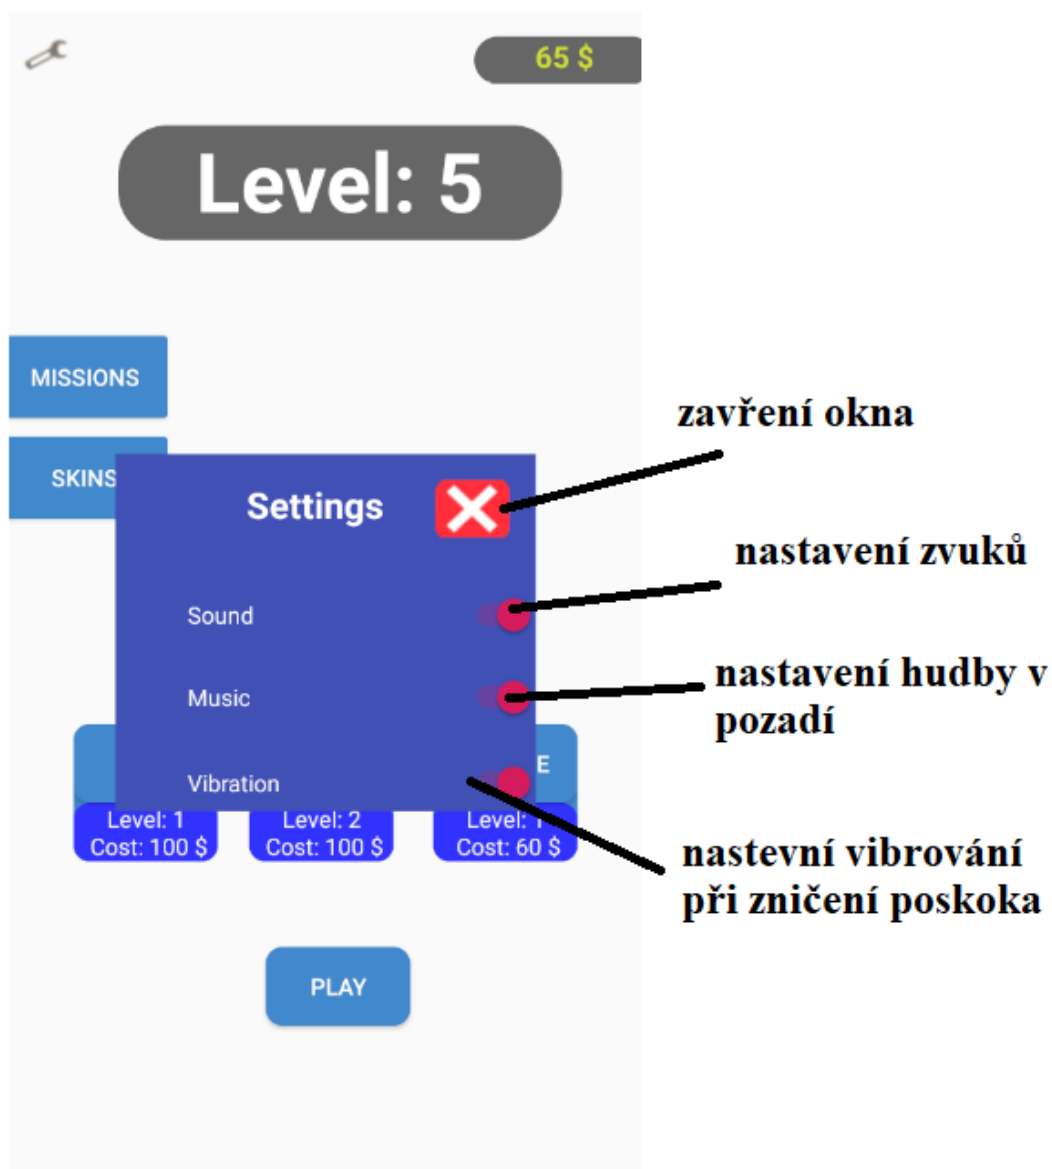 65 $
Level: 5
MISSIONS
zavření okna
SKINS
Settings
nastavení zvuků
Sound
nastavení hudby v
pozadí
Music
E
Vibration
Level: 1
Cost: 100 $
Level: 2
Cost: 100 $
Level: 1
Cost: 60 $
nastevní vibrování
při zničení poskoka
PLAY